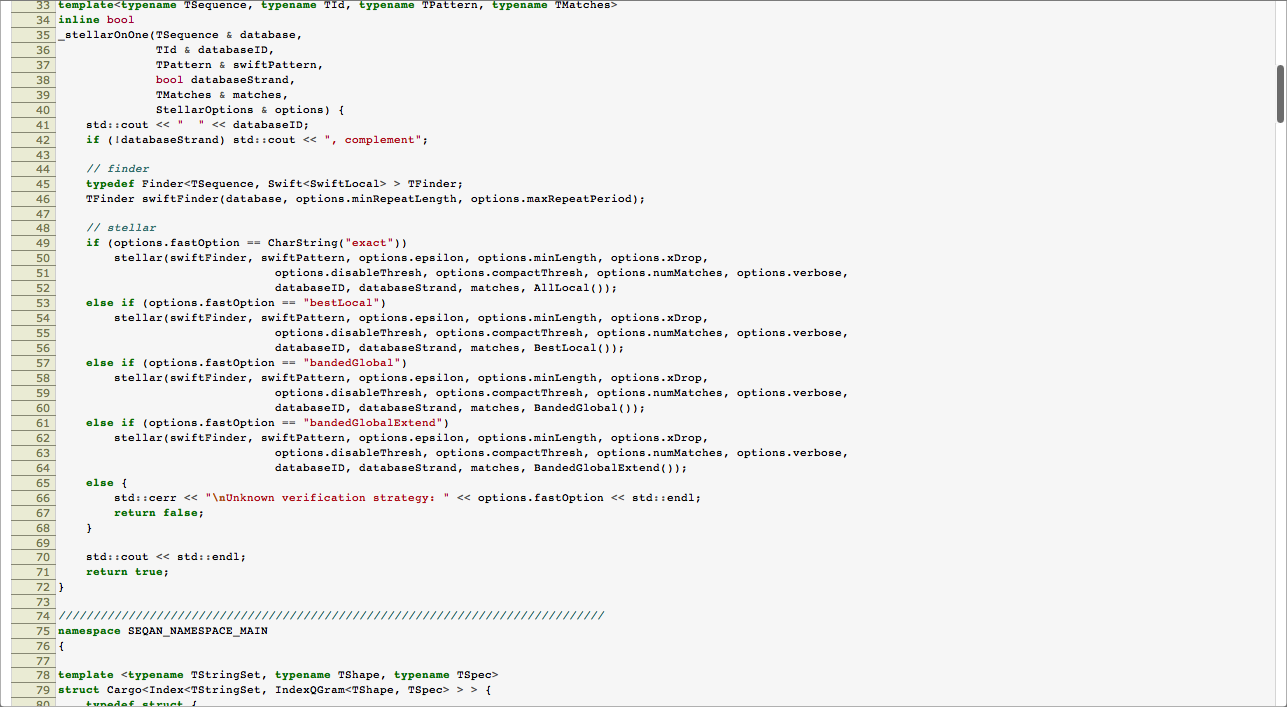 33 template<typename TSequence, typename TId, typename TPattern, typename TMatches>
34 inline bool
35 _stellarOnOne(TSequence & database,
36               TId & databaseID,
37               TPattern & swiftPattern,
38               bool databaseStrand,
39               TMatches & matches,
40               StellarOptions & options) {
41     std::cout << "  " << databaseID;
42     if (!databaseStrand) std::cout << ", complement";
43
44     // finder
45     typedef Finder<TSequence, Swift<SwiftLocal> > TFinder;
46     TFinder swiftFinder(database, options.minRepeatLength, options.maxRepeatPeriod);
47
48     // stellar
49     if (options.fastOption == CharString("exact"))
50         stellar(swiftFinder, swiftPattern, options.epsilon, options.minLength, options.xDrop,
51                                options.disableThresh, options.compactThresh, options.numMatches, options.verbose,
52                                databaseID, databaseStrand, matches, AllLocal());
53     else if (options.fastOption == "bestLocal")
54         stellar(swiftFinder, swiftPattern, options.epsilon, options.minLength, options.xDrop,
55                                options.disableThresh, options.compactThresh, options.numMatches, options.verbose,
56                                databaseID, databaseStrand, matches, BestLocal());
57     else if (options.fastOption == "bandedGlobal")
58         stellar(swiftFinder, swiftPattern, options.epsilon, options.minLength, options.xDrop,
59                                options.disableThresh, options.compactThresh, options.numMatches, options.verbose,
60                                databaseID, databaseStrand, matches, BandedGlobal());
61     else if (options.fastOption == "bandedGlobalExtend")
62         stellar(swiftFinder, swiftPattern, options.epsilon, options.minLength, options.xDrop,
63                                options.disableThresh, options.compactThresh, options.numMatches, options.verbose,
64                                databaseID, databaseStrand, matches, BandedGlobalExtend());
65     else {
66         std::cerr << "\nUnknown verification strategy: " << options.fastOption << std::endl;
67         return false;
68     }
69
70     std::cout << std::endl;
71     return true;
72 }
73
74 //////////////////////////////////////////////////////////////////////////////
75 namespace SEQAN_NAMESPACE_MAIN
76 {
77
78 template <typename TStringSet, typename TShape, typename TSpec>
79 struct Cargo<Index<TStringSet, IndexQGram<TShape, TSpec> > > {
80     typedef struct {